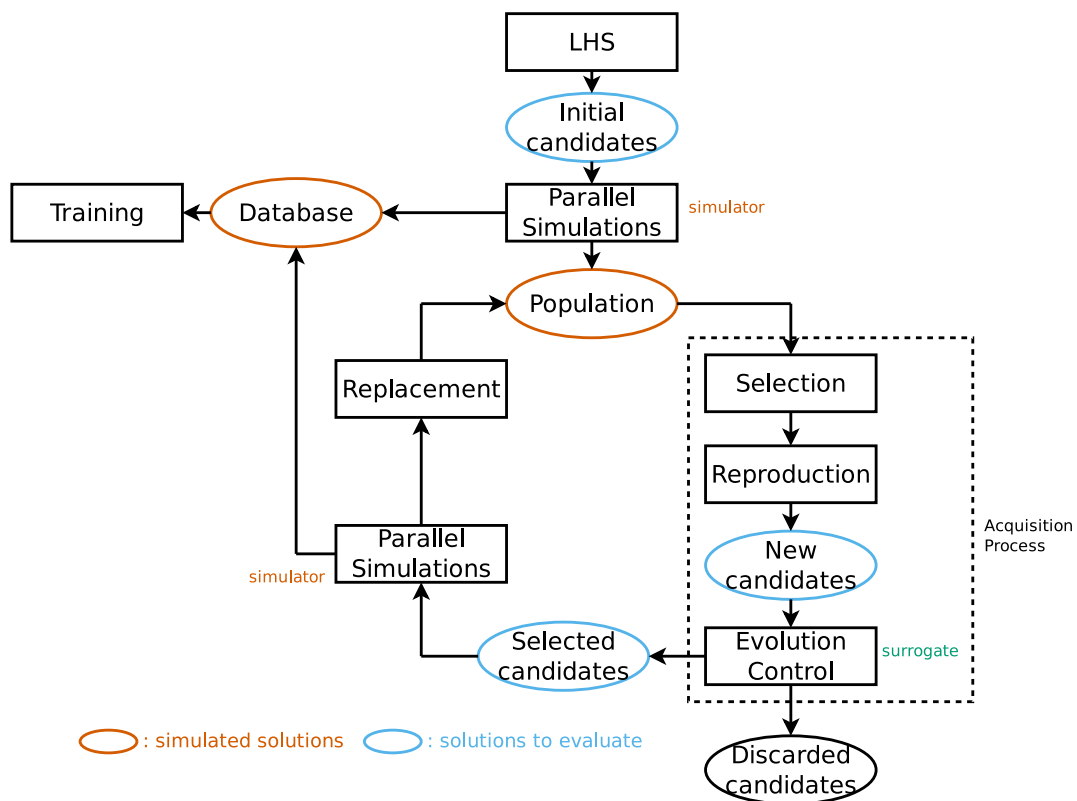 LHS
Initial
candidates
Parallel
Simulations
simulator
Training
Database
Population
Replacement
Selection
Reproduction
Acquisition
Process
New
candidates
Parallel
Simulations
simulator
Selected
candidates
Evolution
Control
surrogate
: simulated solutions
: solutions to evaluate
Discarded
candidates